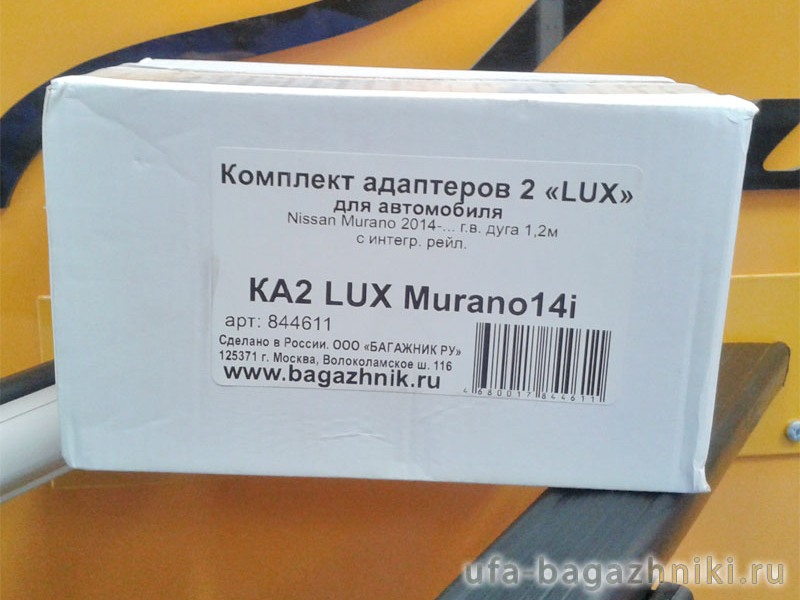 Комплект адаптеров 2 «LUX»
для автомобиля
Nissan Murano 2014-... г.в. дуга 1,2м
с интегр. рейл.
КА2 LUX Murano14i
арт: 844611
Сделано в России. ООО «БАГАЖНИК РУ»
125371 г. Москва, Волоколамское ш. 116
www.bagazhnik.ru
4680017844611
ufa-bagazhniki.ru